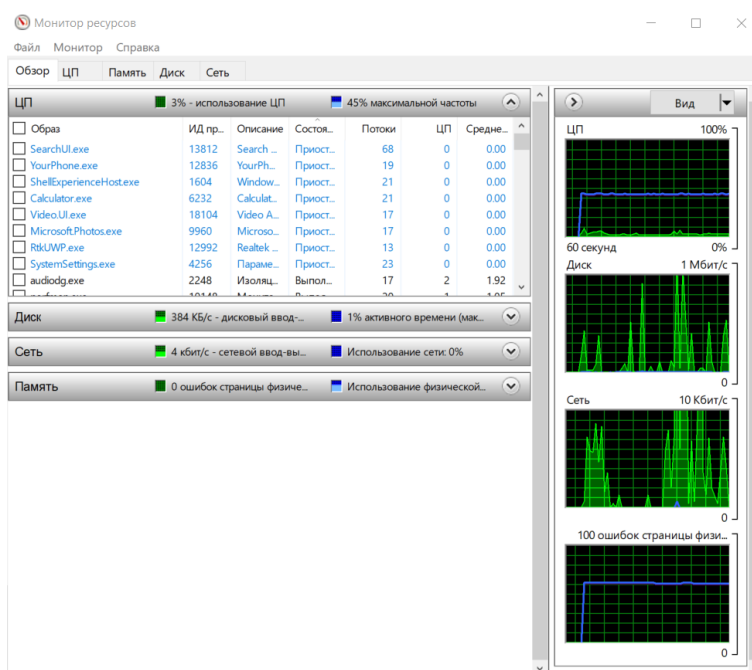 Монитор ресурсов
Файл Монитор Справка
Обзор ЦП Память Диск Сеть
ЦП 3% - использование ЦП 45% максимальной частоты
Образ ИД пр... Описание Состоя... Потоки ЦП Средне...
SearchUI.exe 13812 Search ... Приост... 68 0 0.00
YourPhone.exe 12836 YourPh... Приост... 19 0 0.00
ShellExperienceHost.exe 1604 Window... Приост... 21 0 0.00
Calculator.exe 6232 Calculat... Приост... 21 0 0.00
Video.UI.exe 18104 Video A... Приост... 17 0 0.00
Microsoft.Photos.exe 9960 Microso... Приост... 17 0 0.00
RtkUWP.exe 12992 Realtek ... Приост... 13 0 0.00
SystemSettings.exe 4256 Параме... Приост... 23 0 0.00
audiodg.exe 2248 Изоляц... Выпол... 17 2 1.92
Диск 384 КБ/с - дисковый ввод-... 1% активного времени (мак...
Сеть 4 кбит/с - сетевой ввод-вы... Использование сети: 0%
Память 0 ошибок страницы физиче... Использование физической...
Вид
ЦП 100%
60 секунд 0%
Диск 1 Мбит/с
0
Сеть 10 Кбит/с
0
100 ошибок страницы физи...
0